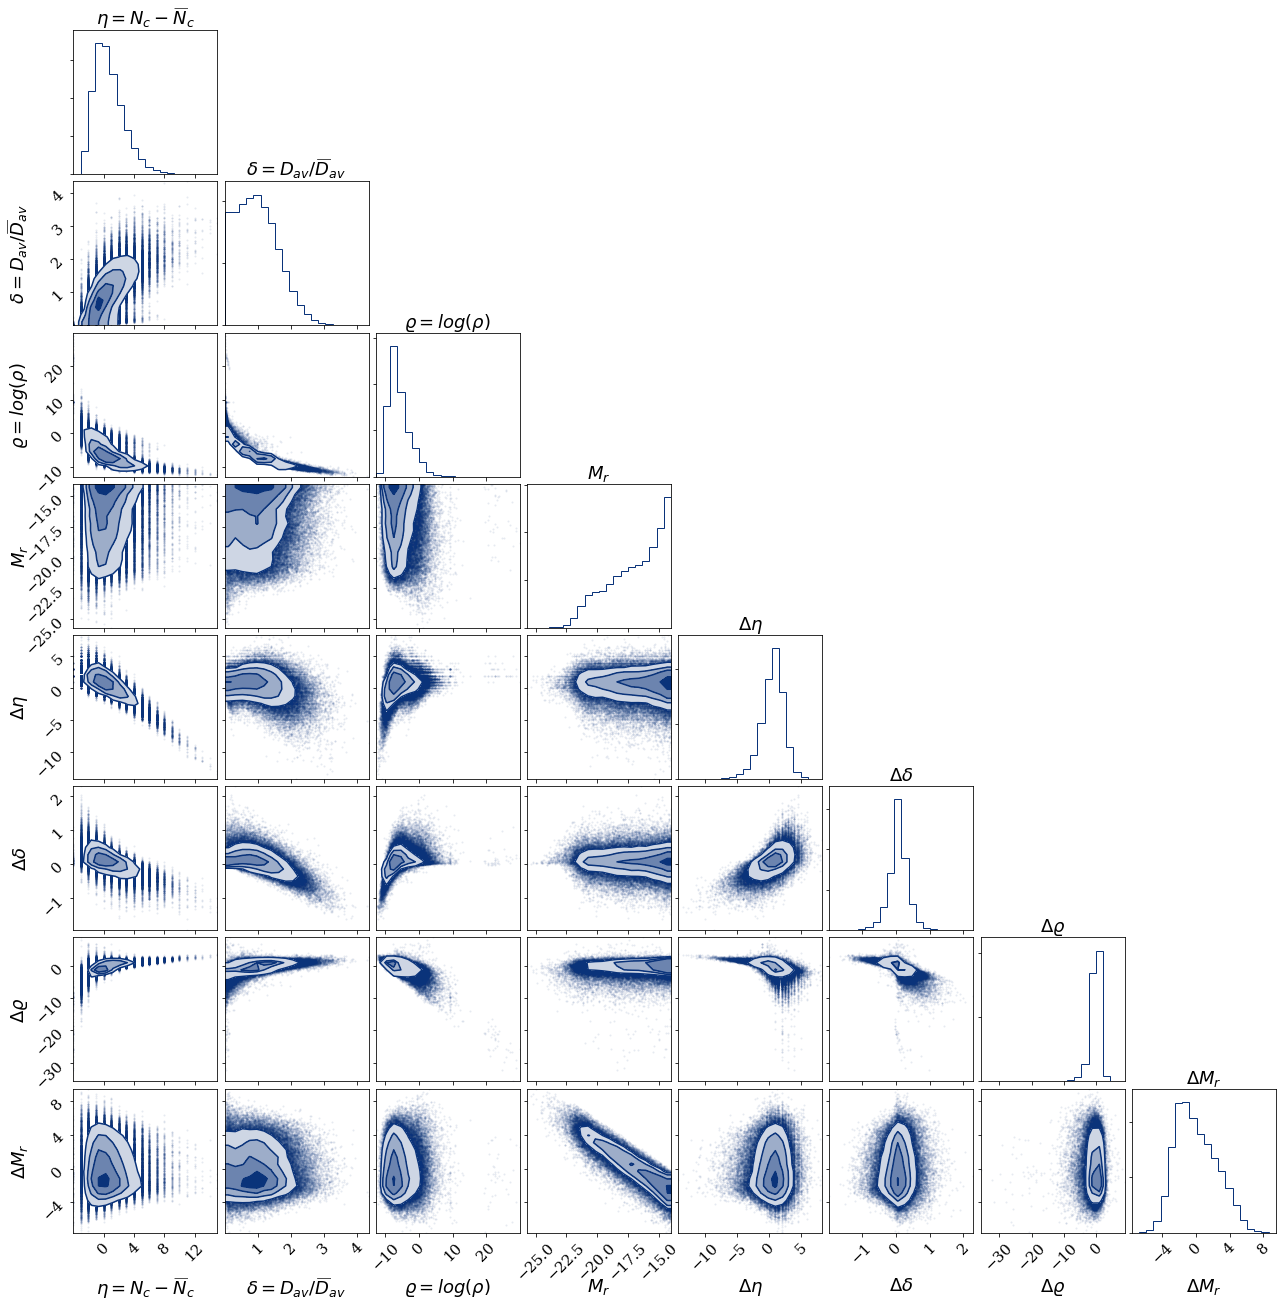 η = N_c − N̅_c
δ = D_av/D̅_av
δ = D_av/D̅_av
4
3
2
1
ϱ = log(ρ)
ϱ = log(ρ)
20
10
0
−10
M_r
M_r
−15.0
−17.5
−20.0
−22.5
−25.0
Δη
Δη
5
0
−5
−10
Δδ
Δδ
2
1
0
−1
Δϱ
Δϱ
0
−10
−20
−30
ΔM_r
ΔM_r
8
4
0
−4
0 4 8 12
1 2 3 4
−10 0 10 20
−25.0 −22.5 −20.0 −17.5 −15.0
−10 −5 0 5
−1 0 1 2
−30 −20 −10 0
−4 0 4 8
η = N_c − N̅_c δ = D_av/D̅_av ϱ = log(ρ) M_r Δη Δδ Δϱ ΔM_r